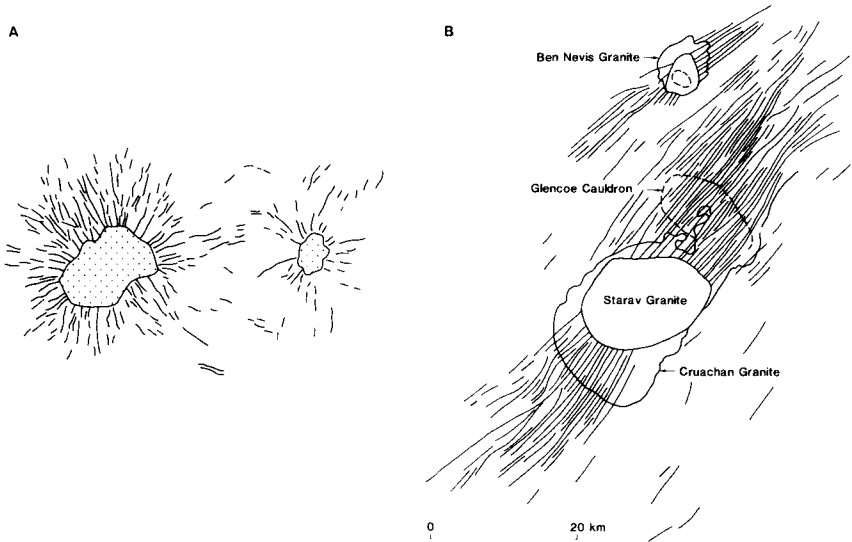 A
B
Ben Nevis Granite
Glencoe Cauldron
Starav Granite
Cruachan Granite
0
20 km